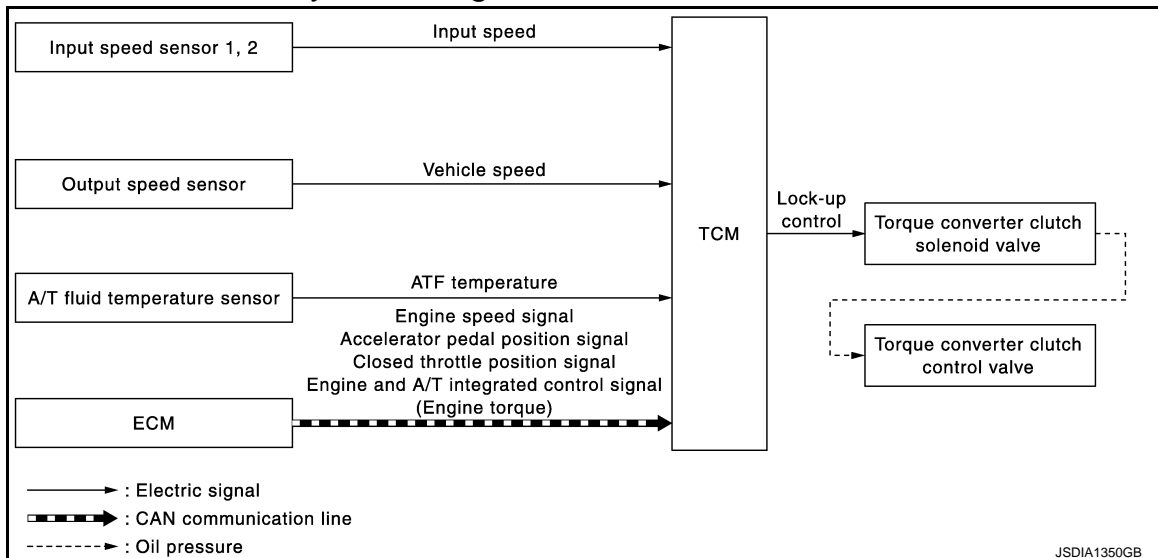 Input speed sensor 1, 2
Input speed
Output speed sensor
Vehicle speed
A/T fluid temperature sensor
ATF temperature
Engine speed signal
Accelerator pedal position signal
Closed throttle position signal
Engine and A/T integrated control signal
(Engine torque)
ECM
TCM
Lock-up
control
Torque converter clutch
solenoid valve
Torque converter clutch
control valve
: Electric signal
: CAN communication line
: Oil pressure
JSDIA1350GB